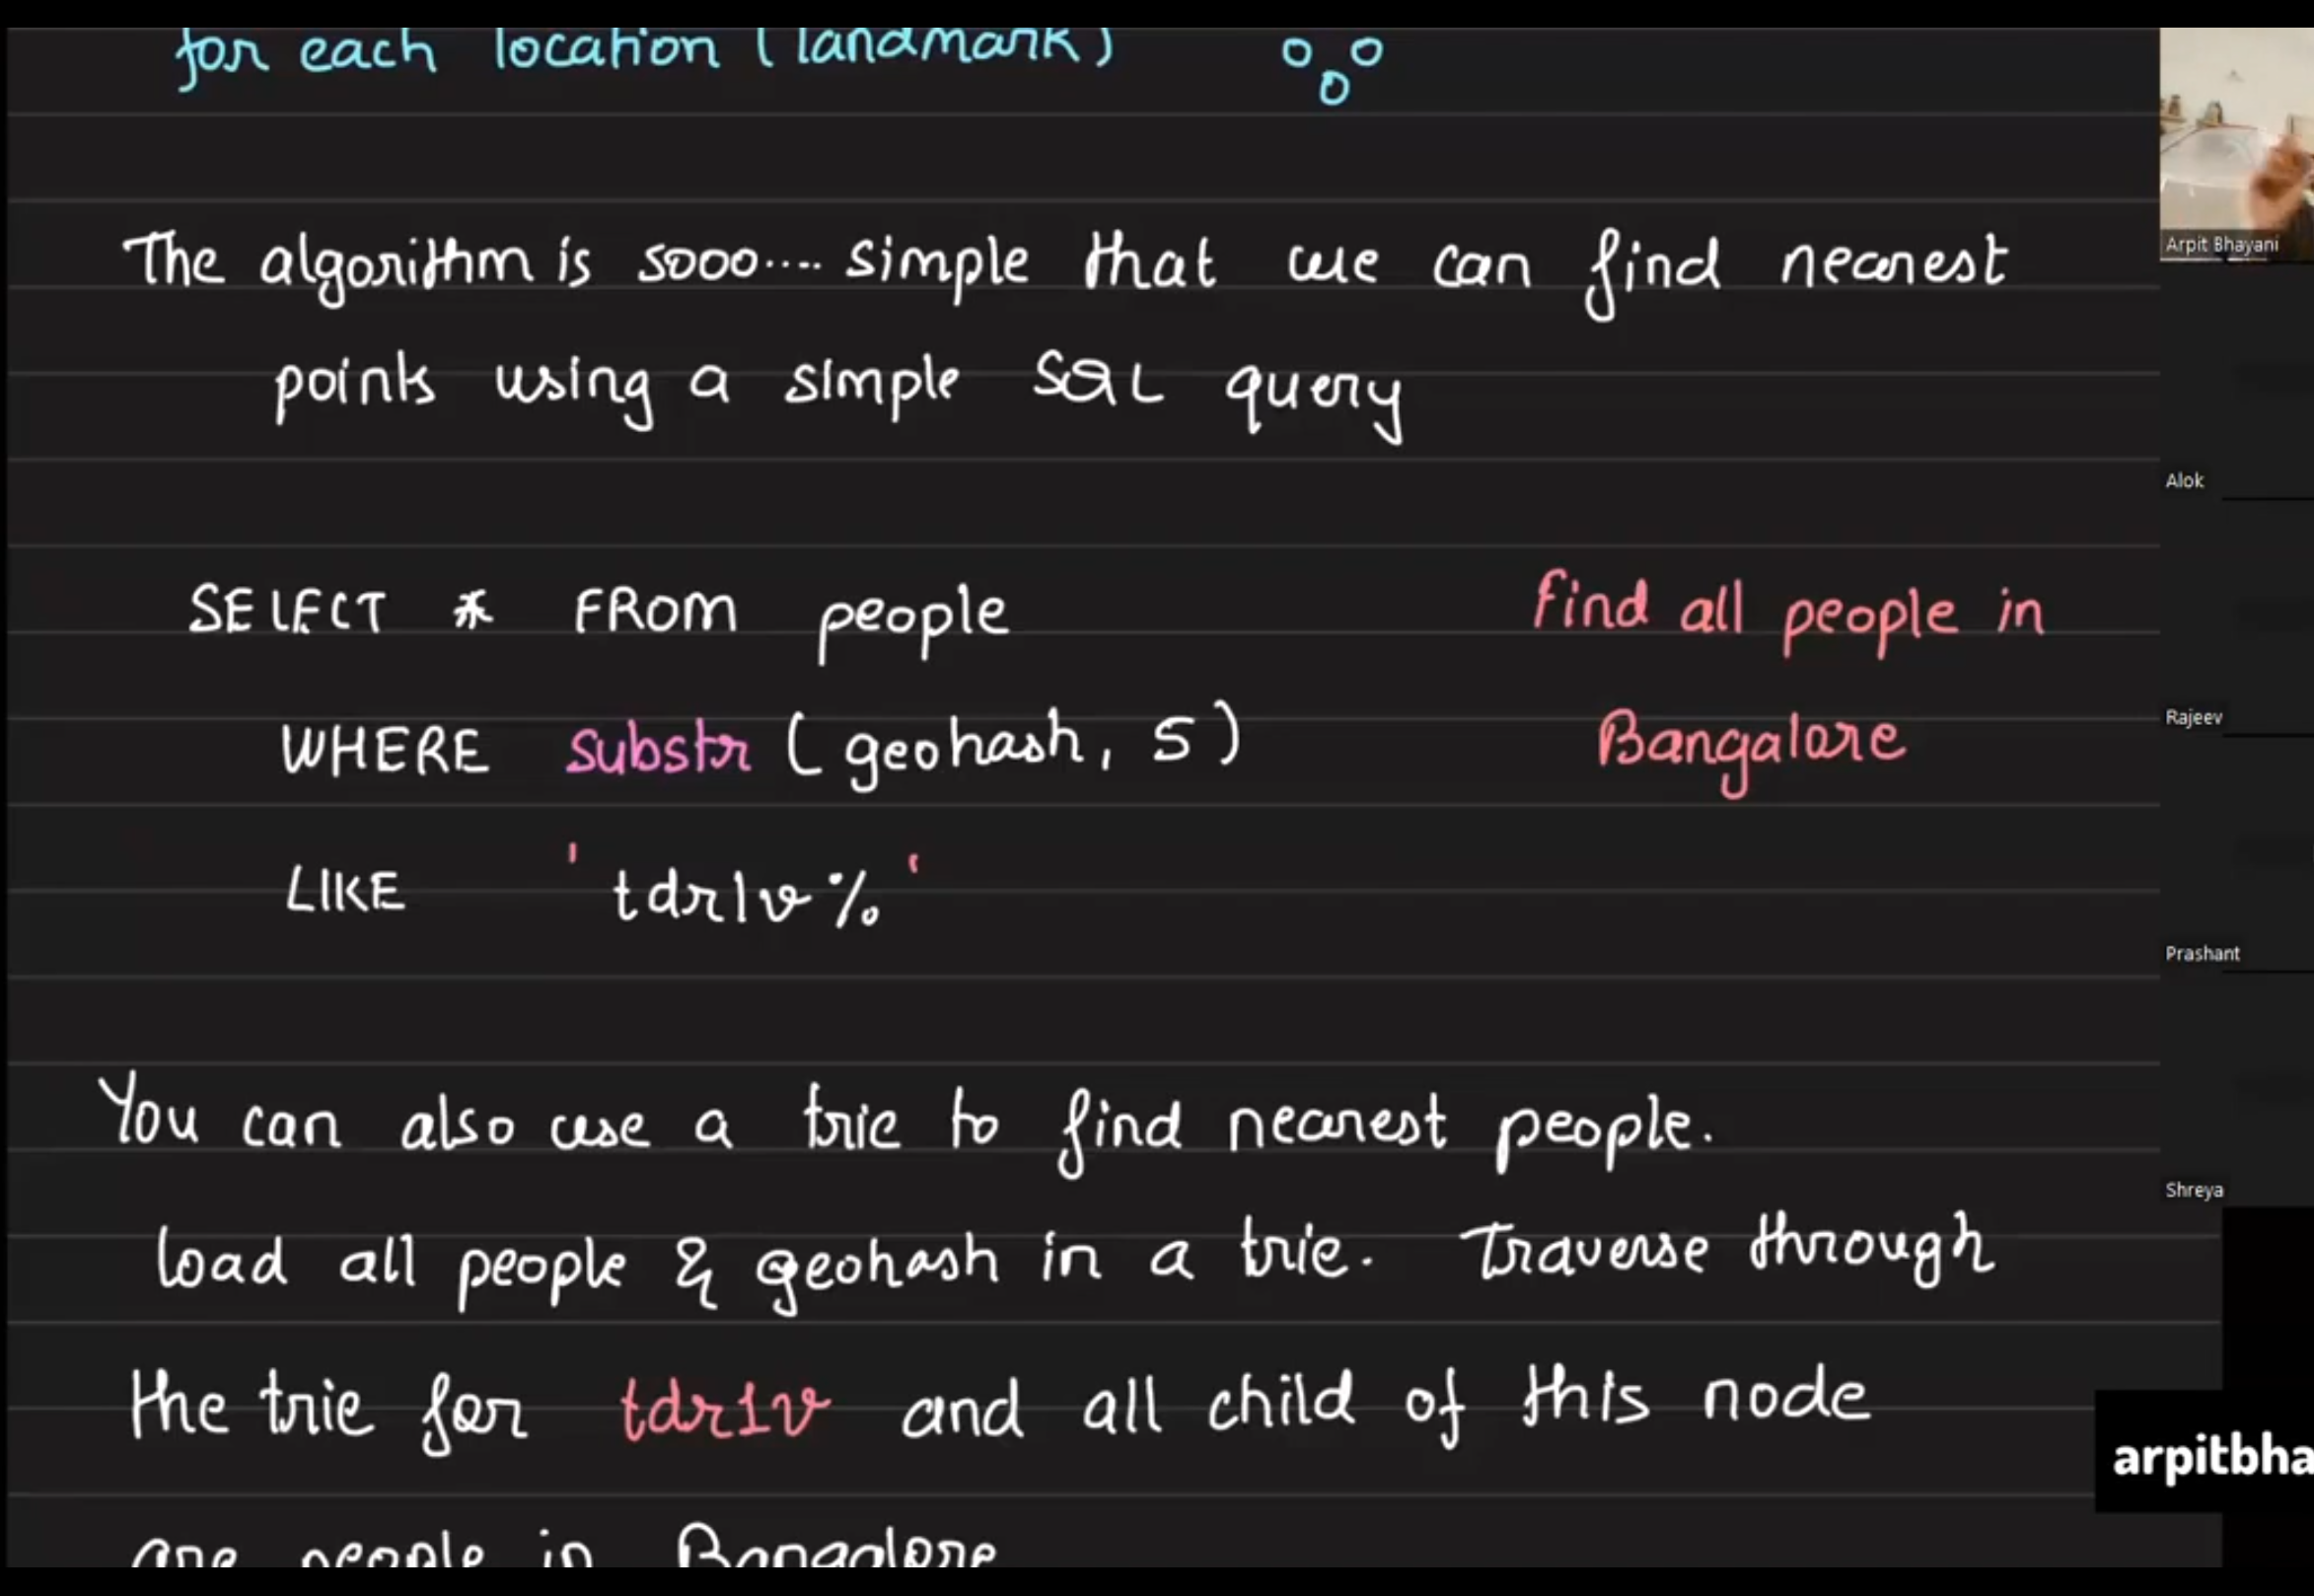 for each location (landmark)
The algorithm is sooo.... simple that we can find nearest
points using a simple SQL query
SELECT * FROM people
WHERE substr (geohash, 5)
LIKE 'tdr1v%'
find all people in
Bangalore
You can also use a trie to find nearest people.
load all people & geohash in a trie. Traverse through
the trie for tdr1v and all child of this node
are people in Bangalore
Arpit Bhayani
Alok
Rajeev
Prashant
Shreya
arpitbha